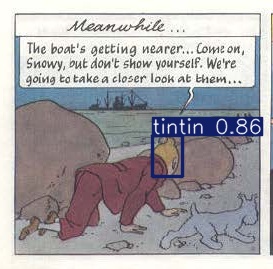 Meanwhile...
The boat's getting nearer... Come on,
Snowy, but don't show yourself. We're
going to take a closer look at them...
tintin 0.86